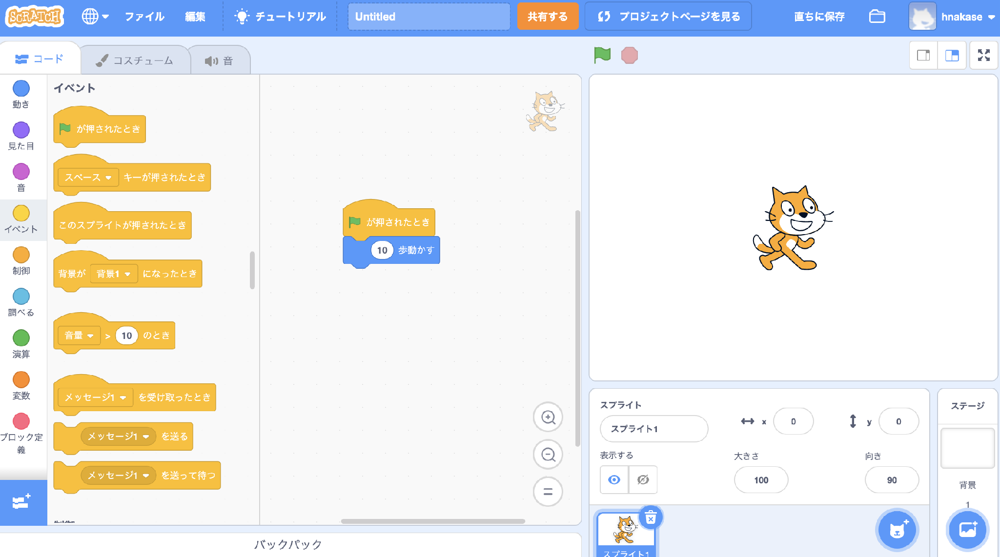 SCRATCH
ファイル
編集
チュートリアル
Untitled
共有する
プロジェクトページを見る
直ちに保存
hnakase
コード
コスチューム
音
動き
見た目
音
イベント
制御
調べる
演算
変数
ブロック定
義
イベント
が押されたとき
スペース キーが押されたとき
このスプライトが押されたとき
背景が 背景1 になったとき
音量 > 10 のとき
メッセージ1 を受け取ったとき
メッセージ1 を送る
メッセージ1 を送って待つ
制御
が押されたとき
10 歩動かす
バックパック
スプライト
スプライト1
x 0
y 0
表示する
大きさ
100
向き
90
スプライト1
ステージ
背景
1